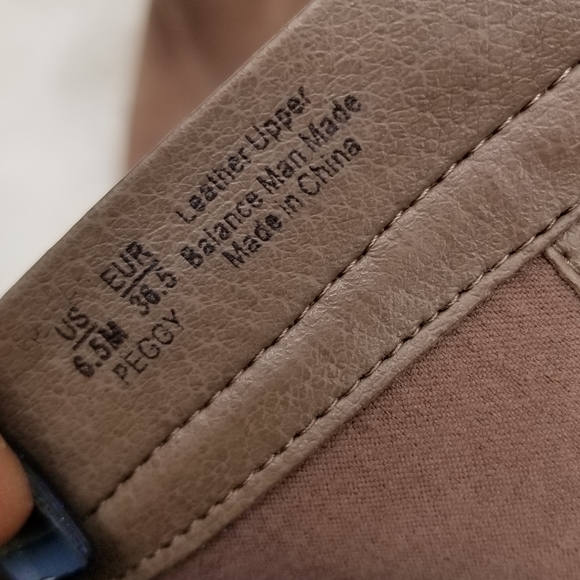 US EUR Leather Upper
6.5M 36.5 Balance Man Made
PEGGY Made in China